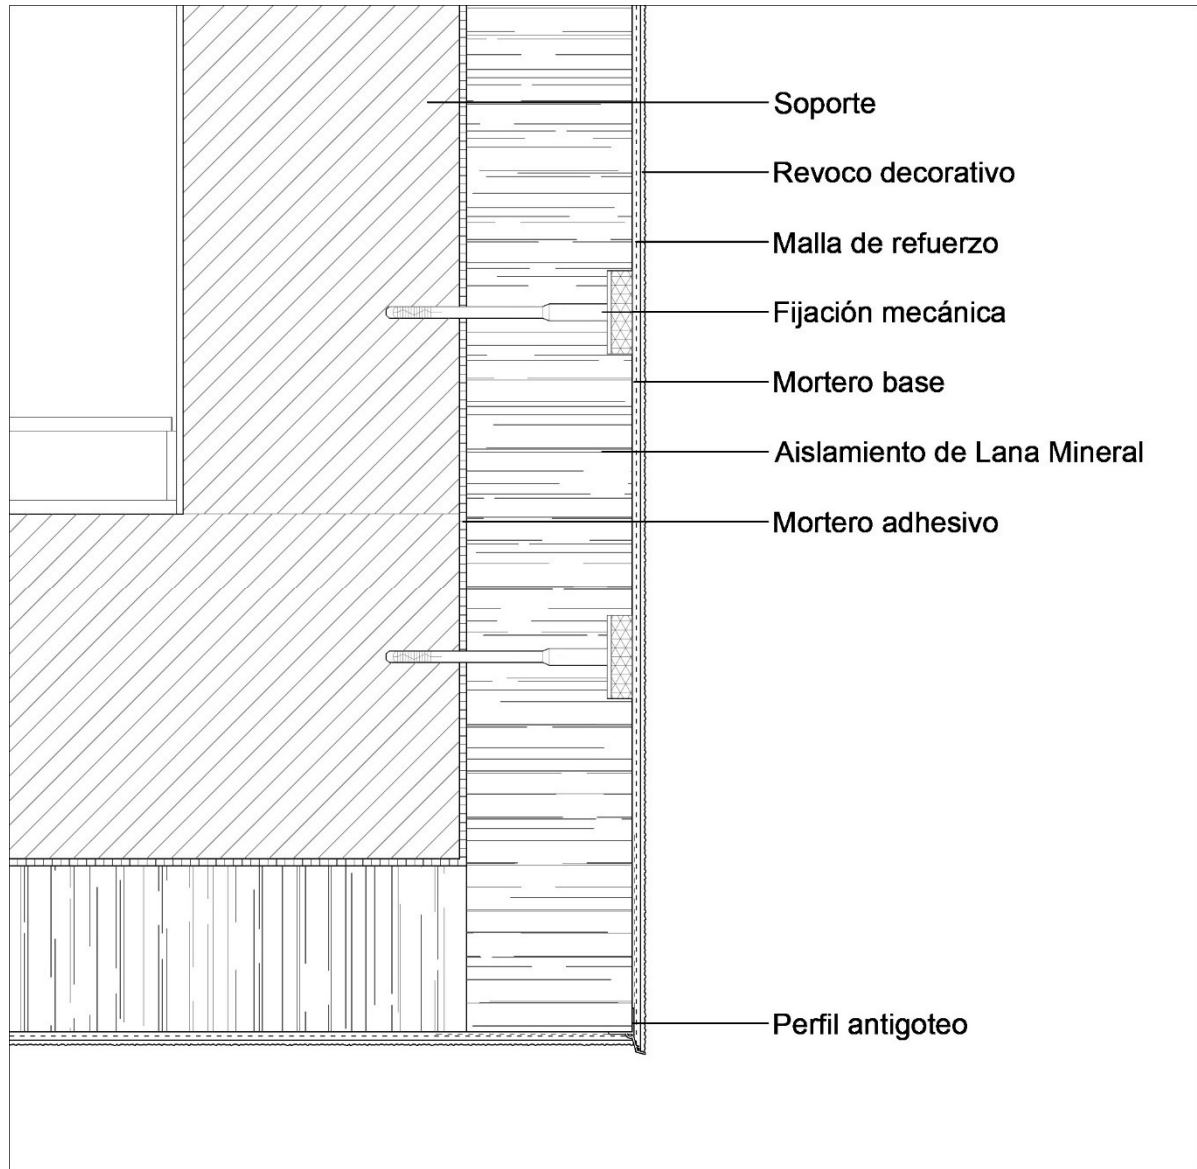 Soporte
Revoco decorativo
Malla de refuerzo
Fijación mecánica
Mortero base
Aislamiento de Lana Mineral
Mortero adhesivo
Perfil antigoteo